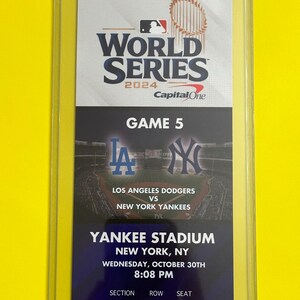 WORLD
SERIES
2024
Capital One
GAME 5
LA NY
LOS ANGELES DODGERS
VS
NEW YORK YANKEES
YANKEE STADIUM
NEW YORK, NY
WEDNESDAY, OCTOBER 30TH
8:08 PM
SECTION ROW SEAT